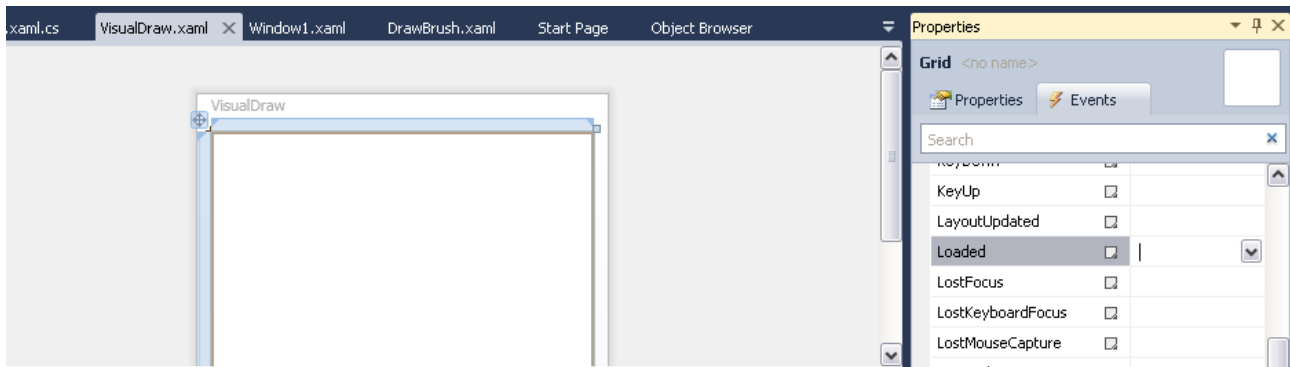 .xaml.cs VisualDraw.xaml Window1.xaml DrawBrush.xaml Start Page Object Browser
VisualDraw
Properties
Grid <no name>
Properties Events
Search
KeyDown
KeyUp
LayoutUpdated
Loaded
LostFocus
LostKeyboardFocus
LostMouseCapture